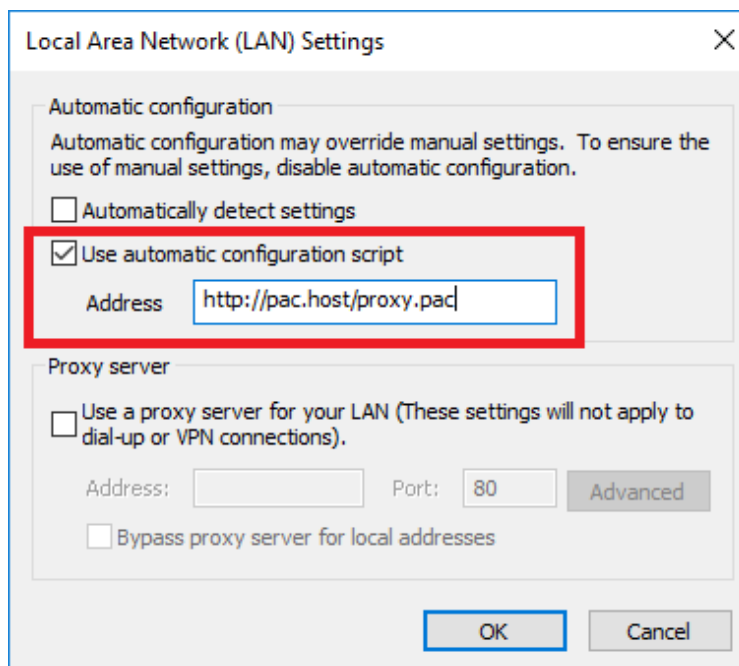 Local Area Network (LAN) Settings
Automatic configuration
Automatic configuration may override manual settings.  To ensure the
use of manual settings, disable automatic configuration.
Automatically detect settings
Use automatic configuration script
Address http://pac.host/proxy.pac
Proxy server
Use a proxy server for your LAN (These settings will not apply to
dial-up or VPN connections).
Address: Port: 80 Advanced
Bypass proxy server for local addresses
OK Cancel